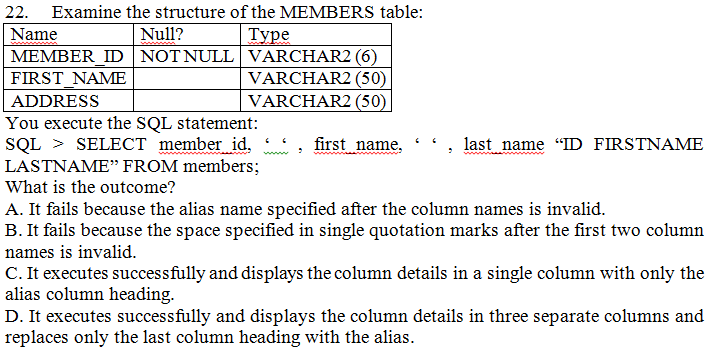 22. Examine the structure of the MEMBERS table:
Name Null? Type
MEMBER_ID NOT NULL VARCHAR2 (6)
FIRST_NAME VARCHAR2 (50)
ADDRESS VARCHAR2 (50)
You execute the SQL statement:
SQL > SELECT member_id, ‘ ‘ , first_name, ‘ ‘ , last_name “ID FIRSTNAME
LASTNAME” FROM members;
What is the outcome?
A. It fails because the alias name specified after the column names is invalid.
B. It fails because the space specified in single quotation marks after the first two column
names is invalid.
C. It executes successfully and displays the column details in a single column with only the
alias column heading.
D. It executes successfully and displays the column details in three separate columns and
replaces only the last column heading with the alias.